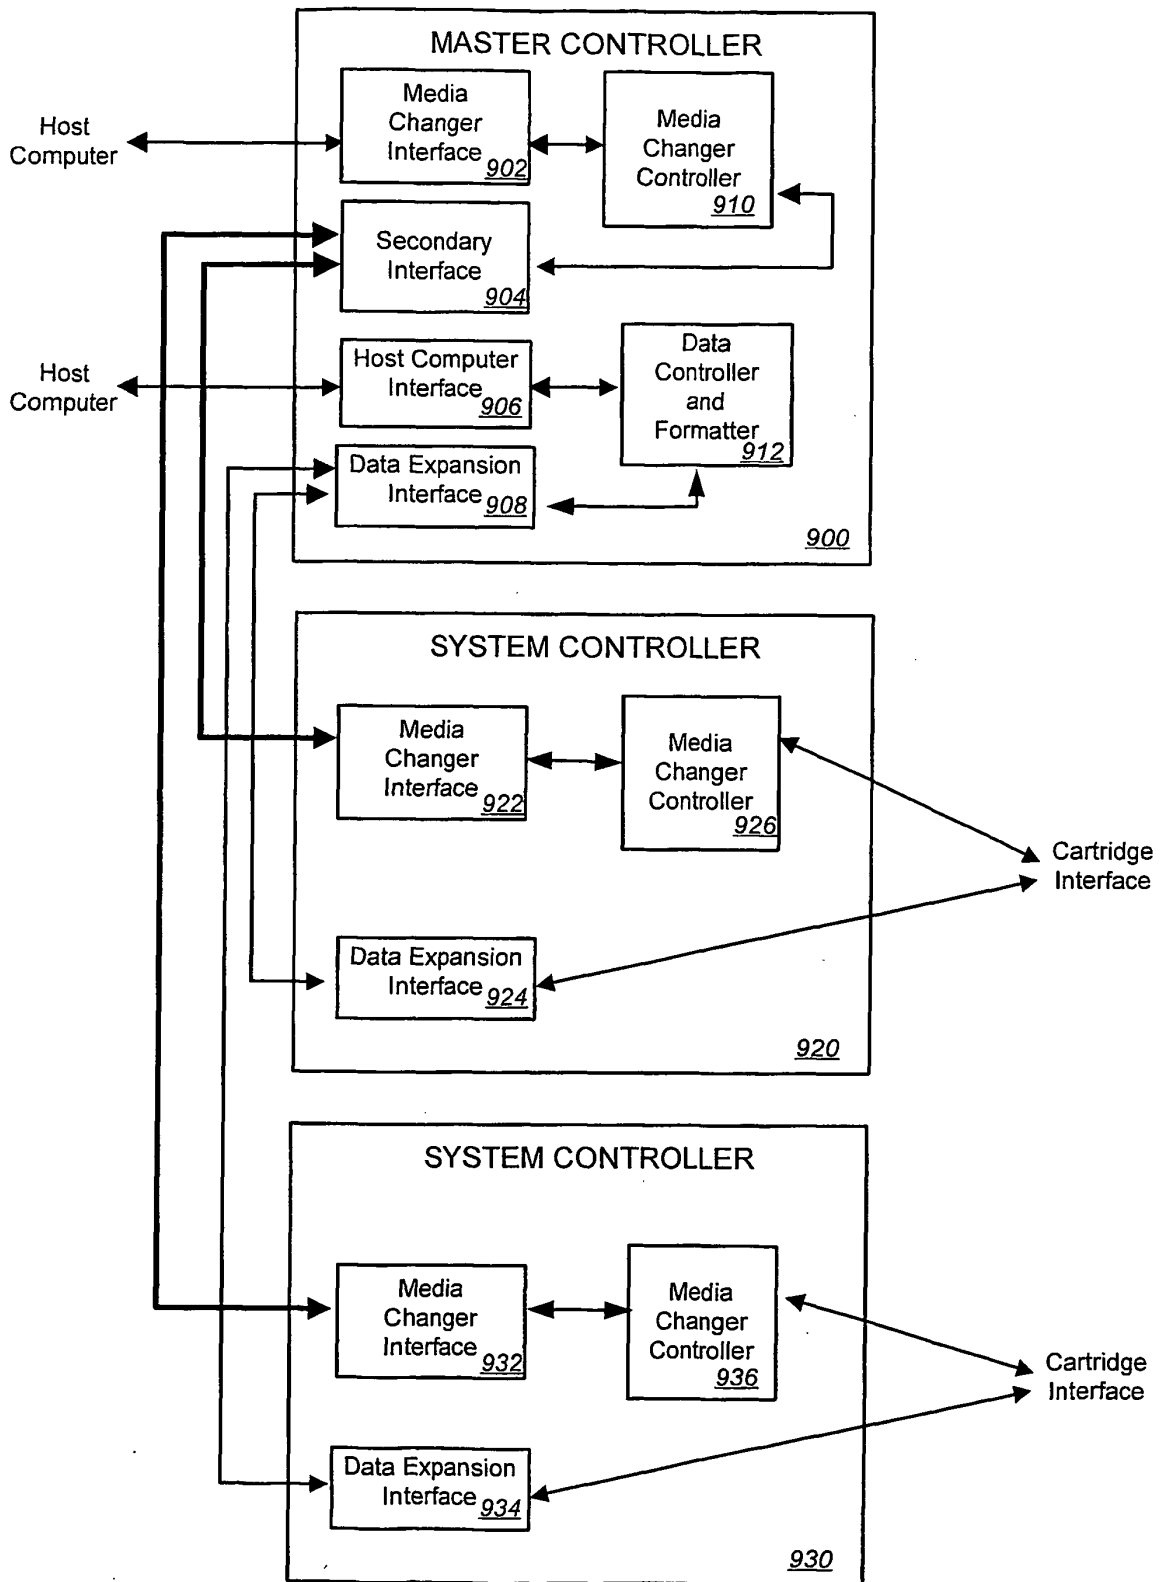 MASTER CONTROLLER
Host
Computer
Media
Changer
Interface 902
Media
Changer
Controller
910
Secondary
Interface
904
Host
Computer
Host Computer
Interface
906
Data
Controller
and
Formatter 912
Data Expansion
Interface 908
900
SYSTEM CONTROLLER
Media
Changer
Interface 922
Media
Changer
Controller
926
Cartridge
Interface
Data Expansion
Interface 924
920
SYSTEM CONTROLLER
Media
Changer
Interface 932
Media
Changer
Controller
936
Cartridge
Interface
Data Expansion
Interface 934
930